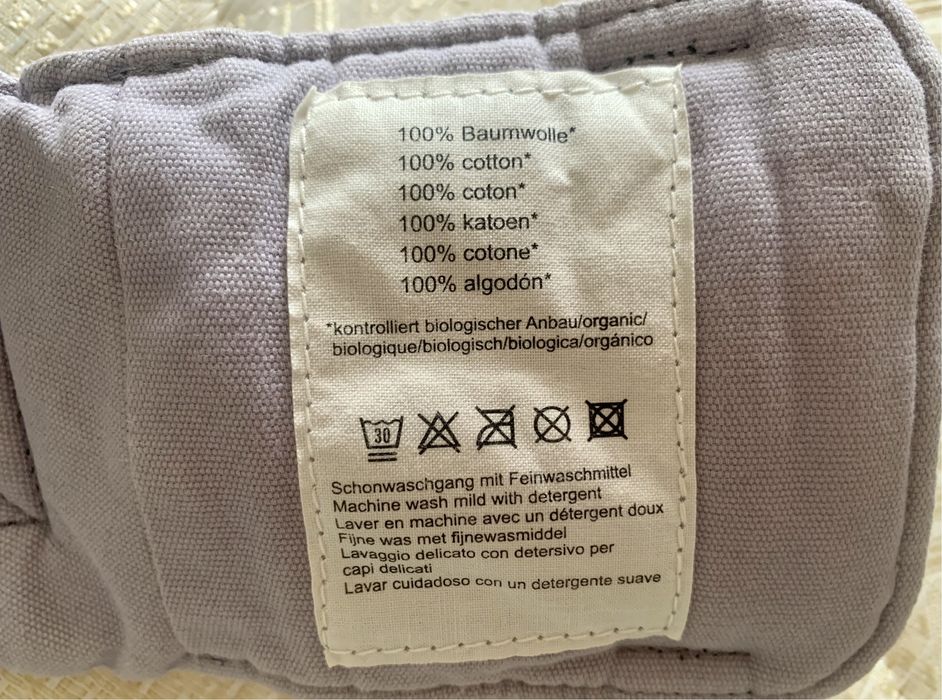 100% Baumwolle*
100% cotton*
100% coton*
100% katoen*
100% cotone*
100% algodón*
*kontrolliert biologischer Anbau/organic/
biologique/biologisch/biologica/orgánico
30
Schonwaschgang mit Feinwaschmittel
Machine wash mild with detergent
Laver en machine avec un détergent doux
Fijne was met fijnewasmiddel
Lavaggio delicato con detersivo per
capi delicati
Lavar cuidadoso con un detergente suave